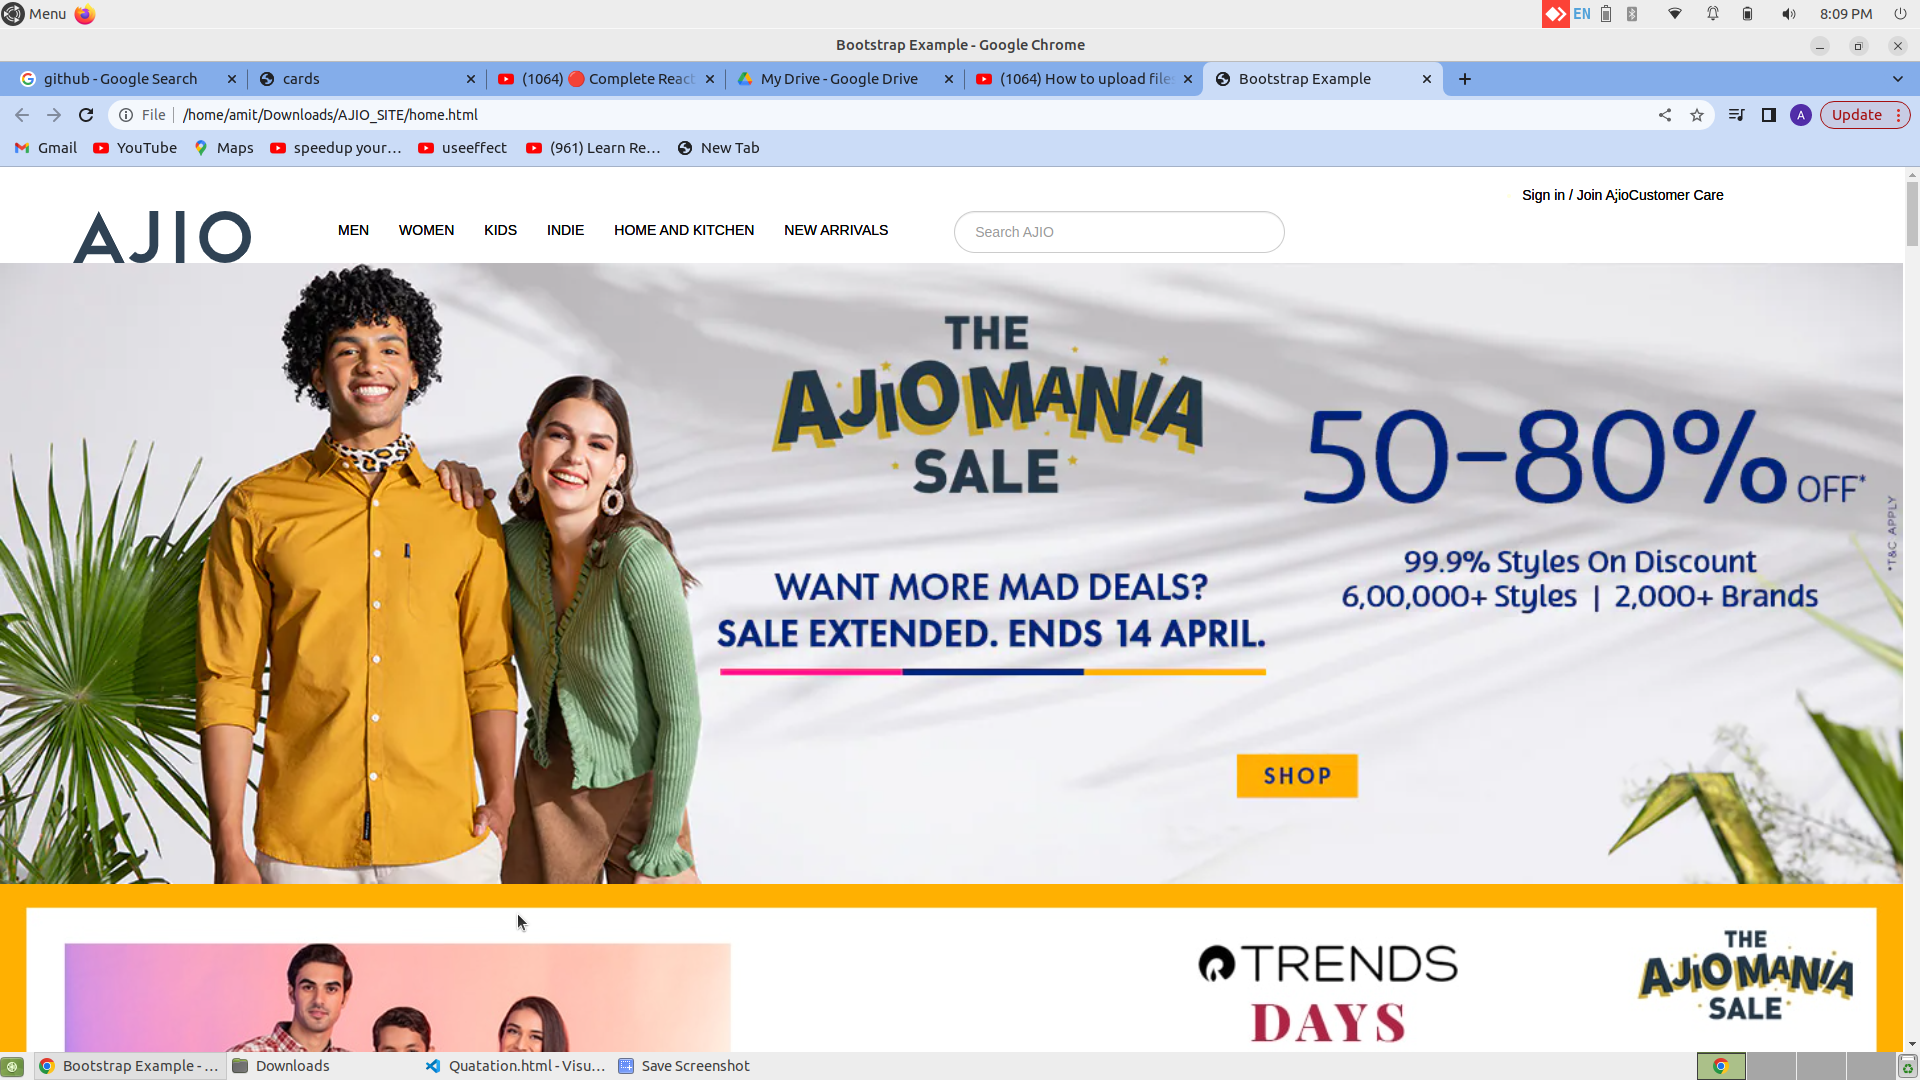 Menu
EN
8:09 PM
Bootstrap Example - Google Chrome
github - Google Search
cards
(1064) 🔴 Complete React
My Drive - Google Drive
(1064) How to upload files
Bootstrap Example
File
/home/amit/Downloads/AJIO_SITE/home.html
A
Update
Gmail
YouTube
Maps
speedup your...
useeffect
(961) Learn Re...
New Tab
Sign in / Join AjioCustomer Care
AJIO
MEN
WOMEN
KIDS
INDIE
HOME AND KITCHEN
NEW ARRIVALS
Search AJIO
THE
AJIOMANIA
SALE
50-80% OFF*
*T&C APPLY
99.9% Styles On Discount
6,00,000+ Styles | 2,000+ Brands
WANT MORE MAD DEALS?
SALE EXTENDED. ENDS 14 APRIL.
SHOP
TRENDS
DAYS
THE
AJIOMANIA
SALE
Bootstrap Example - ...
Downloads
Quatation.html - Visu...
Save Screenshot